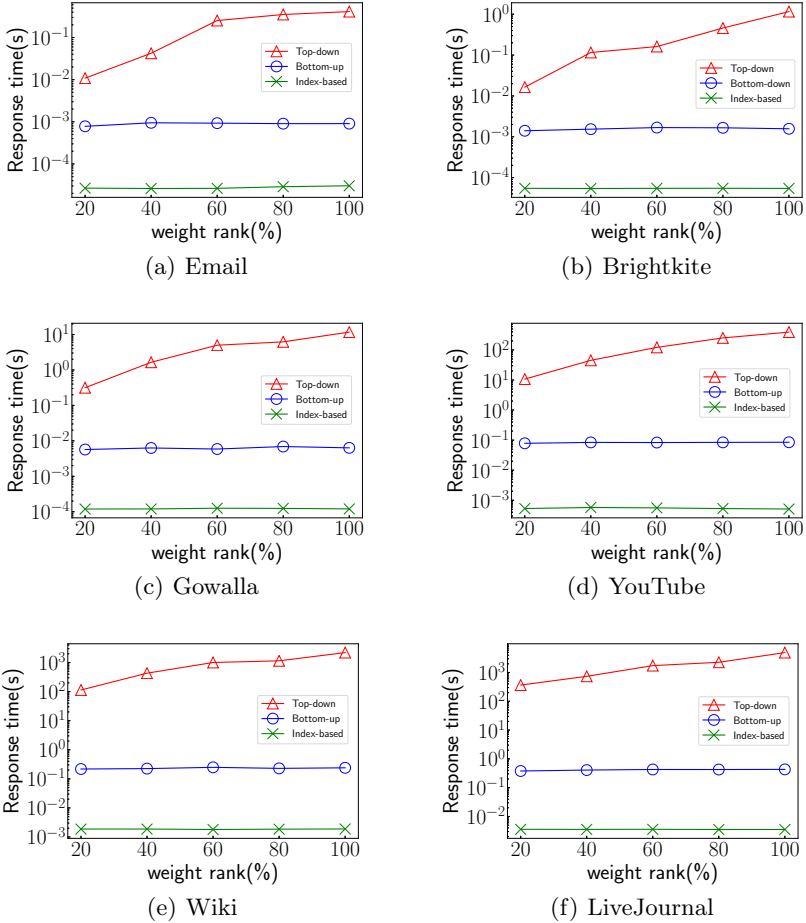 Response time(s)
10^{-1}
10^{-2}
10^{-3}
10^{-4}
Top-down
Bottom-up
Index-based
20 40 60 80 100
weight rank(%)
(a) Email
Response time(s)
10^{0}
10^{-1}
10^{-2}
10^{-3}
10^{-4}
Top-down
Bottom-down
Index-based
20 40 60 80 100
weight rank(%)
(b) Brightkite
Response time(s)
10^{1}
10^{0}
10^{-1}
10^{-2}
10^{-3}
10^{-4}
Top-down
Bottom-up
Index-based
20 40 60 80 100
weight rank(%)
(c) Gowalla
Response time(s)
10^{2}
10^{1}
10^{0}
10^{-1}
10^{-2}
10^{-3}
Top-down
Bottom-up
Index-based
20 40 60 80 100
weight rank(%)
(d) YouTube
Response time(s)
10^{3}
10^{2}
10^{1}
10^{0}
10^{-1}
10^{-2}
10^{-3}
Top-down
Bottom-up
Index-based
20 40 60 80 100
weight rank(%)
(e) Wiki
Response time(s)
10^{3}
10^{2}
10^{1}
10^{0}
10^{-1}
10^{-2}
Top-down
Bottom-up
Index-based
20 40 60 80 100
weight rank(%)
(f) LiveJournal